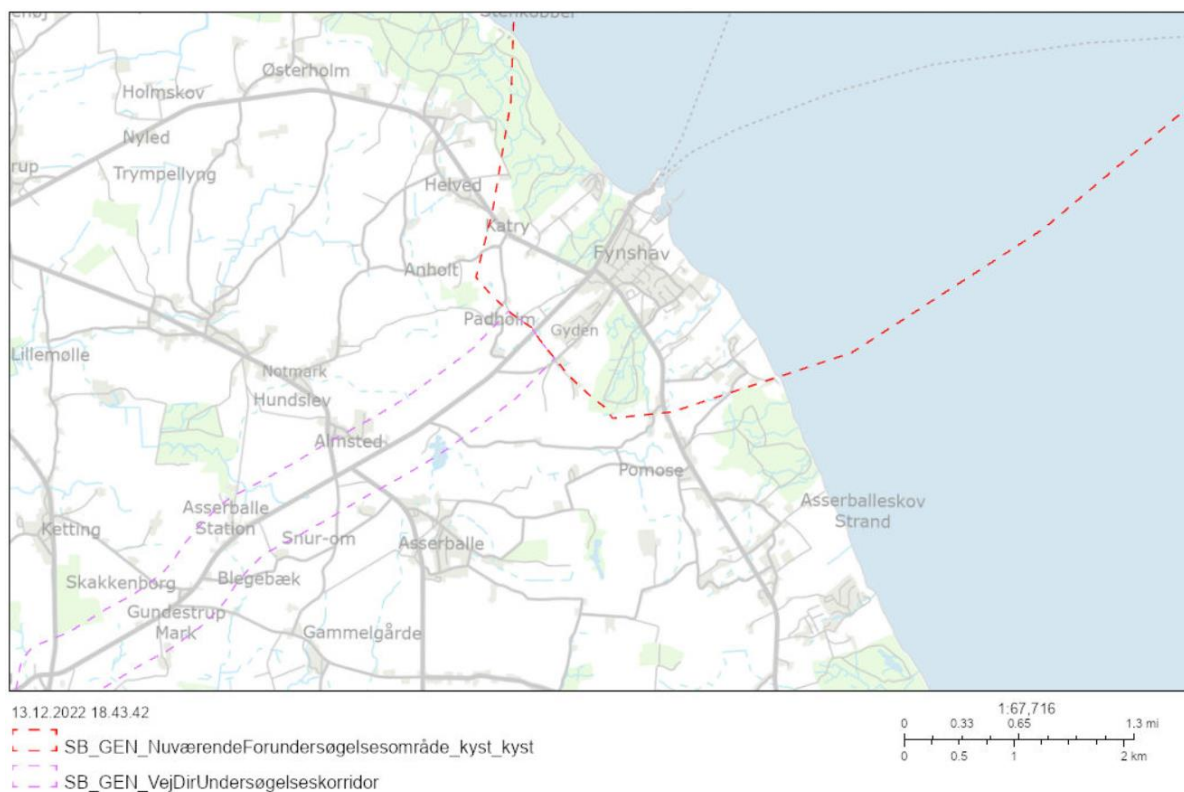 Stenkobbel
Østerholm
Holmskov
Nyled
Trympellyng
Helved
Katry
Fynshav
Anholt
Padholm
Gyden
Lillemølle
Notmark
Hundslev
Almsted
Pomose
Asserballe
Station
Asserballeskov
Strand
Ketting
Snur-om
Asserballe
Skakkenborg
Blegebæk
Gundestrup
Mark
Gammelgårde
13.12.2022 18.43.42
SB_GEN_NuværendeForundersøgelsesområde_kyst_kyst
SB_GEN_VejDirUndersøgelseskorridor
1:67,716
0 0.33 0.65 1.3 mi
0 0.5 1 2 km